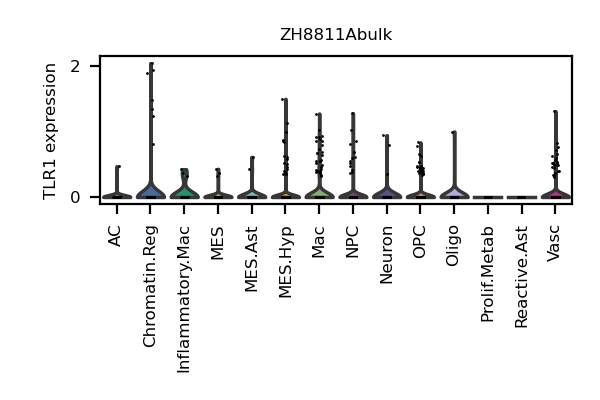 ZH8811Abulk
TLR1 expression
2
0
AC
Chromatin.Reg
Inflammatory.Mac
MES
MES.Ast
MES.Hyp
Mac
NPC
Neuron
OPC
Oligo
Prolif.Metab
Reactive.Ast
Vasc